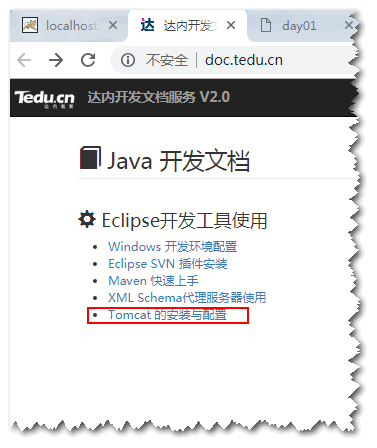 localhost
达内开发文
day01
不安全 doc.tedu.cn
Tedu.cn 达内教育 达内开发文档服务 V2.0
Java 开发文档
Eclipse开发工具使用
Windows 开发环境配置
Eclipse SVN 插件安装
Maven 快速上手
XML Schema代理服务器使用
Tomcat 的安装与配置